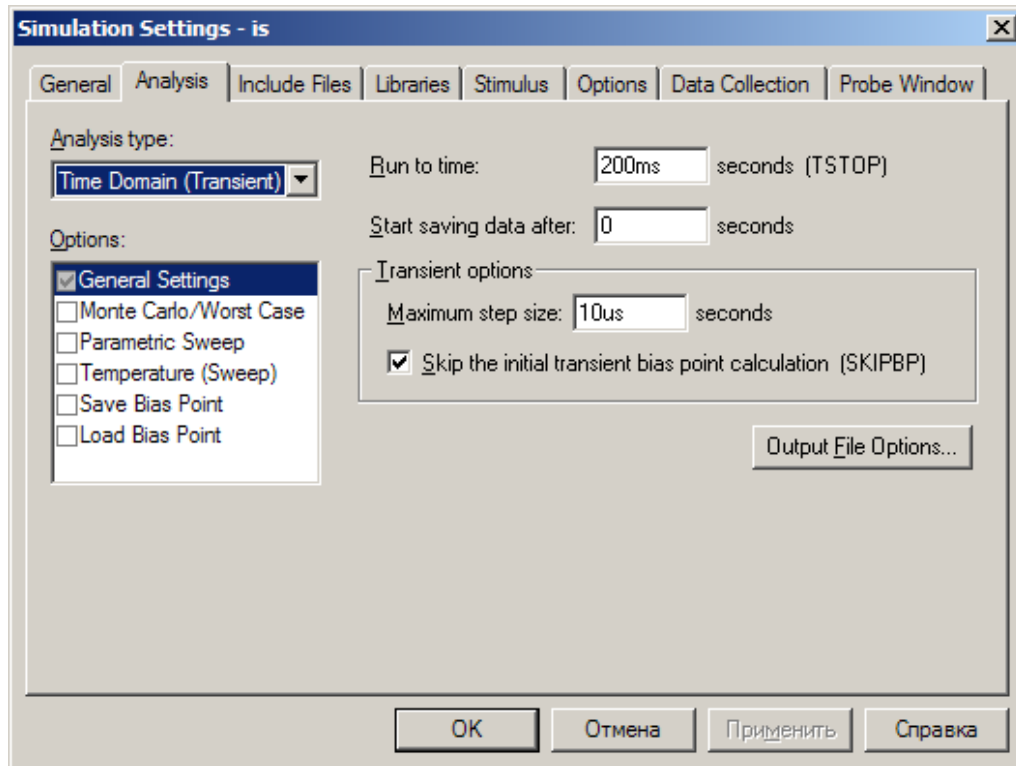 Simulation Settings - is
General Analysis Include Files Libraries Stimulus Options Data Collection Probe Window
Analysis type:
Time Domain (Transient)
Options:
General Settings
Monte Carlo/Worst Case
Parametric Sweep
Temperature (Sweep)
Save Bias Point
Load Bias Point
Run to time: 200ms seconds (TSTOP)
Start saving data after: 0 seconds
Transient options
Maximum step size: 10us seconds
Skip the initial transient bias point calculation (SKIPBP)
Output File Options...
OK Отмена Применить Справка